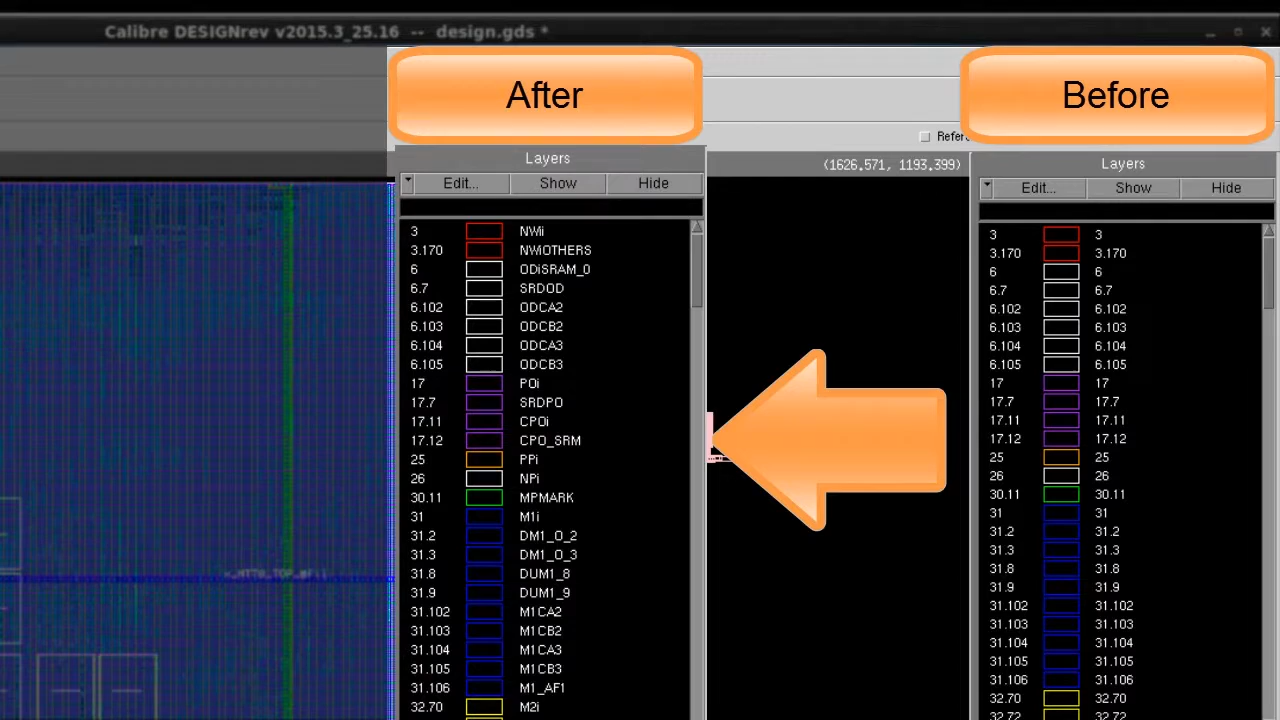 Calibre DESIGNrev v2015.3_25.16 -- design.gds *
After
Before
(1626.571, 1193.399)
Layers
Edit... Show Hide
3 NWi
3.170 NWiOTHERS
6 ODiSRAM_0
6.7 SRDOD
6.102 ODCA2
6.103 ODCB2
6.104 ODCA3
6.105 ODCB3
17 POi
17.7 SRDPO
17.11 CPOi
17.12 CPO_SRM
25 PPi
26 NPi
30.11 MPMARK
31 M1i
31.2 DM1_O_2
31.3 DM1_O_3
31.8 DUM1_8
31.9 DUM1_9
31.102 M1CA2
31.103 M1CB2
31.104 M1CA3
31.105 M1CB3
31.106 M1_AF1
32.70 M2i
Layers
Edit... Show Hide
3 3
3.170 3.170
6 6
6.7 6.7
6.102 6.102
6.103 6.103
6.104 6.104
6.105 6.105
17 17
17.7 17.7
17.11 17.11
17.12 17.12
25 25
26 26
30.11 30.11
31 31
31.2 31.2
31.3 31.3
31.8 31.8
31.9 31.9
31.102 31.102
31.103 31.103
31.104 31.104
31.105 31.105
31.106 31.106
32.70 32.70
32.72 32.72